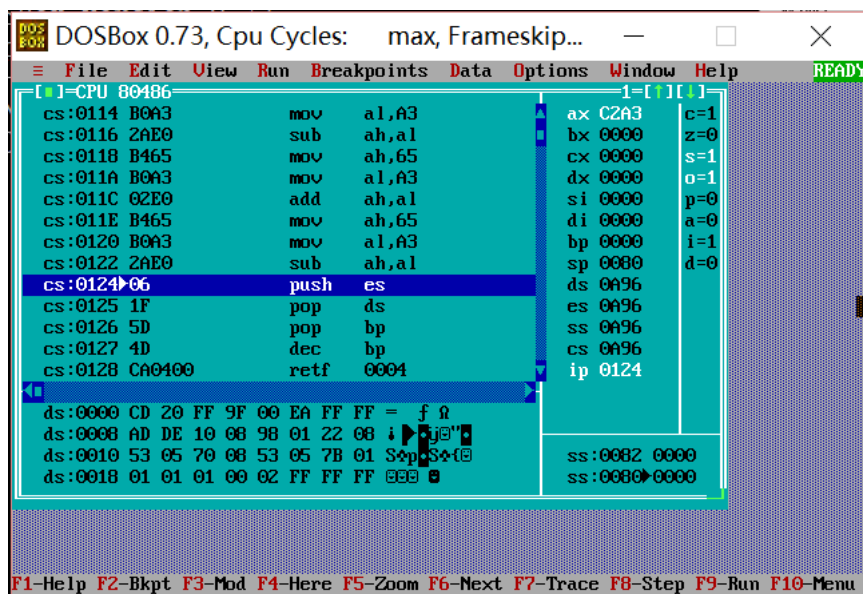 DOSBox 0.73, Cpu Cycles: max, Frameskip...
≡ File Edit View Run Breakpoints Data Options Window Help READY
[■]=CPU 80486 1=[↑][↓]
cs:0114 B0A3 mov al,A3 ax C2A3 c=1
cs:0116 2AE0 sub ah,al bx 0000 z=0
cs:0118 B465 mov ah,65 cx 0000 s=1
cs:011A B0A3 mov al,A3 dx 0000 o=1
cs:011C 02E0 add ah,al si 0000 p=0
cs:011E B465 mov ah,65 di 0000 a=0
cs:0120 B0A3 mov al,A3 bp 0000 i=1
cs:0122 2AE0 sub ah,al sp 0080 d=0
cs:0124►06 push es ds 0A96
cs:0125 1F pop ds es 0A96
cs:0126 5D pop bp ss 0A96
cs:0127 4D dec bp cs 0A96
cs:0128 CA0400 retf 0004 ip 0124
ds:0000 CD 20 FF 9F 00 EA FF FF = ƒ Ω
ds:0008 AD DE 10 08 98 01 22 08
ds:0010 53 05 70 08 53 05 7B 01 S♣p◘S♣{☺ ss:0082 0000
ds:0018 01 01 01 00 02 FF FF FF ☺☺☺ ☻ ss:0080►0000
F1-Help F2-Bkpt F3-Mod F4-Here F5-Zoom F6-Next F7-Trace F8-Step F9-Run F10-Menu